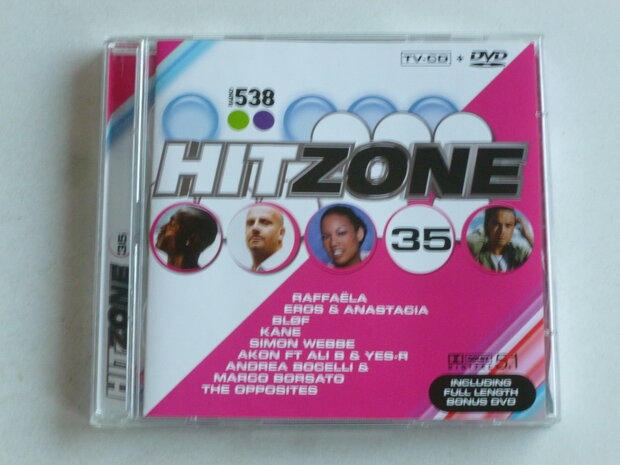 TV-CD + DVD
RADIO 538
HITZONE
35
HITZONE 35
RAFFAËLA
EROS & ANASTACIA
BLØF
KANE
SIMON WEBBE
AKON FT ALI B & YES-R
ANDREA BOCELLI &
MARCO BORSATO
THE OPPOSITES
DOLBY DIGITAL 5.1
INCLUDING
FULL LENGTH
BONUS DVD